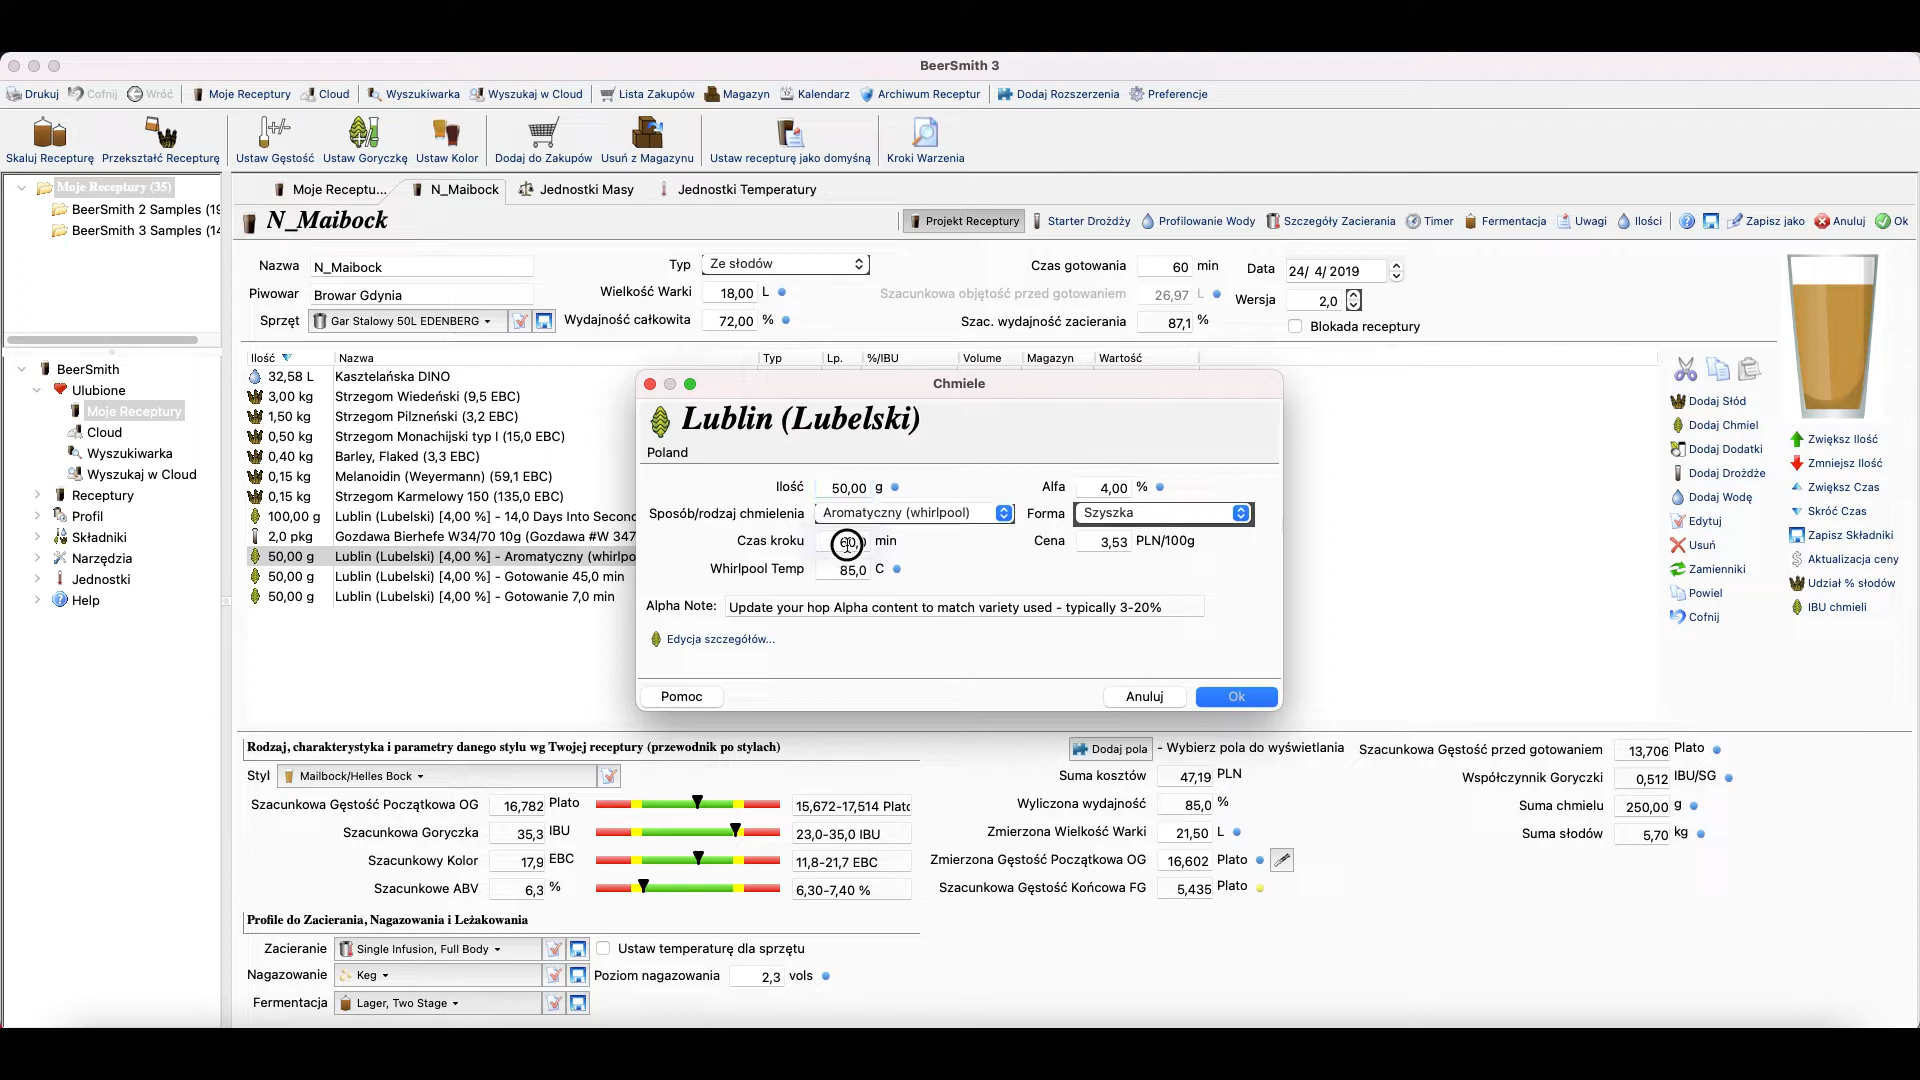 BeerSmith 3
Drukuj Cofnij Wróć Moje Receptury Cloud Wyszukiwarka Wyszukaj w Cloud Lista Zakupów Magazyn Kalendarz Archiwum Receptur Dodaj Rozszerzenia Preferencje
Skaluj Recepturę Przekształć Recepturę Ustaw Gęstość Ustaw Goryczkę Ustaw Kolor Dodaj do Zakupów Usuń z Magazynu Ustaw recepturę jako domyślną Kroki Warzenia
Moje Receptury (35)
BeerSmith 2 Samples (19
BeerSmith 3 Samples (14
BeerSmith
Ulubione
Moje Receptury
Cloud
Wyszukiwarka
Wyszukaj w Cloud
Receptury
Profil
Składniki
Narzędzia
Jednostki
Help
Moje Receptu... N_Maibock Jednostki Masy Jednostki Temperatury
N_Maibock
Projekt Receptury Starter Drożdży Profilowanie Wody Szczegóły Zacierania Timer Fermentacja Uwagi Ilości Zapisz jako Anuluj Ok
Nazwa N_Maibock Typ Ze słodów Czas gotowania 60 min Data 24/ 4/ 2019
Piwowar Browar Gdynia Wielkość Warki 18,00 L Szacunkowa objętość przed gotowaniem 26,97 L Wersja 2,0
Sprzęt Gar Stalowy 50L EDENBERG Wydajność całkowita 72,00 % Szac. wydajność zacierania 87,1 % Blokada receptury
Ilość Nazwa Typ Lp. %/IBU Volume Magazyn Wartość
32,58 L Kasztelańska DINO
3,00 kg Strzegom Wiedeński (9,5 EBC)
1,50 kg Strzegom Pilzneński (3,2 EBC)
0,50 kg Strzegom Monachijski typ I (15,0 EBC)
0,40 kg Barley, Flaked (3,3 EBC)
0,15 kg Melanoidin (Weyermann) (59,1 EBC)
0,15 kg Strzegom Karmelowy 150 (135,0 EBC)
100,00 g Lublin (Lubelski) [4,00 %] - 14,0 Days Into Secon
2,0 pkg Gozdawa Bierhefe W34/70 10g (Gozdawa #W 347
50,00 g Lublin (Lubelski) [4,00 %] - Aromatyczny (whirlpo
50,00 g Lublin (Lubelski) [4,00 %] - Gotowanie 45,0 min
50,00 g Lublin (Lubelski) [4,00 %] - Gotowanie 7,0 min
Chmiele
Lublin (Lubelski)
Poland
Ilość 50,00 g Alfa 4,00 %
Sposób/rodzaj chmielenia Aromatyczny (whirlpool) Forma Szyszka
Czas kroku min Cena 3,53 PLN/100g
Whirlpool Temp 85,0 C
Alpha Note: Update your hop Alpha content to match variety used - typically 3-20%
Edycja szczegółów...
Pomoc Anuluj Ok
Dodaj Słód
Dodaj Chmiel
Dodaj Dodatki
Dodaj Drożdże
Dodaj Wodę
Edytuj
Usuń
Zamienniki
Powiel
Cofnij
Zwiększ Ilość
Zmniejsz Ilość
Zwiększ Czas
Skróć Czas
Zapisz Składniki
Aktualizacja ceny
Udział % słodów
IBU chmieli
Rodzaj, charakterystyka i parametry danego stylu wg Twojej receptury (przewodnik po stylach)
Styl Mailbock/Helles Bock
Szacunkowa Gęstość Początkowa OG 16,782 Plato 15,672-17,514 Plato
Szacunkowa Goryczka 35,3 IBU 23,0-35,0 IBU
Szacunkowy Kolor 17,9 EBC 11,8-21,7 EBC
Szacunkowe ABV 6,3 % 6,30-7,40 %
Dodaj pola - Wybierz pola do wyświetlania
Suma kosztów 47,19 PLN
Wyliczona wydajność 85,0 %
Zmierzona Wielkość Warki 21,50 L
Zmierzona Gęstość Początkowa OG 16,602 Plato
Szacunkowa Gęstość Końcowa FG 5,435 Plato
Szacunkowa Gęstość przed gotowaniem 13,706 Plato
Współczynnik Goryczki 0,512 IBU/SG
Suma chmielu 250,00 g
Suma słodów 5,70 kg
Profile do Zacierania, Nagazowania i Leżakowania
Zacieranie Single Infusion, Full Body Ustaw temperaturę dla sprzętu
Nagazowanie Keg Poziom nagazowania 2,3 vols
Fermentacja Lager, Two Stage